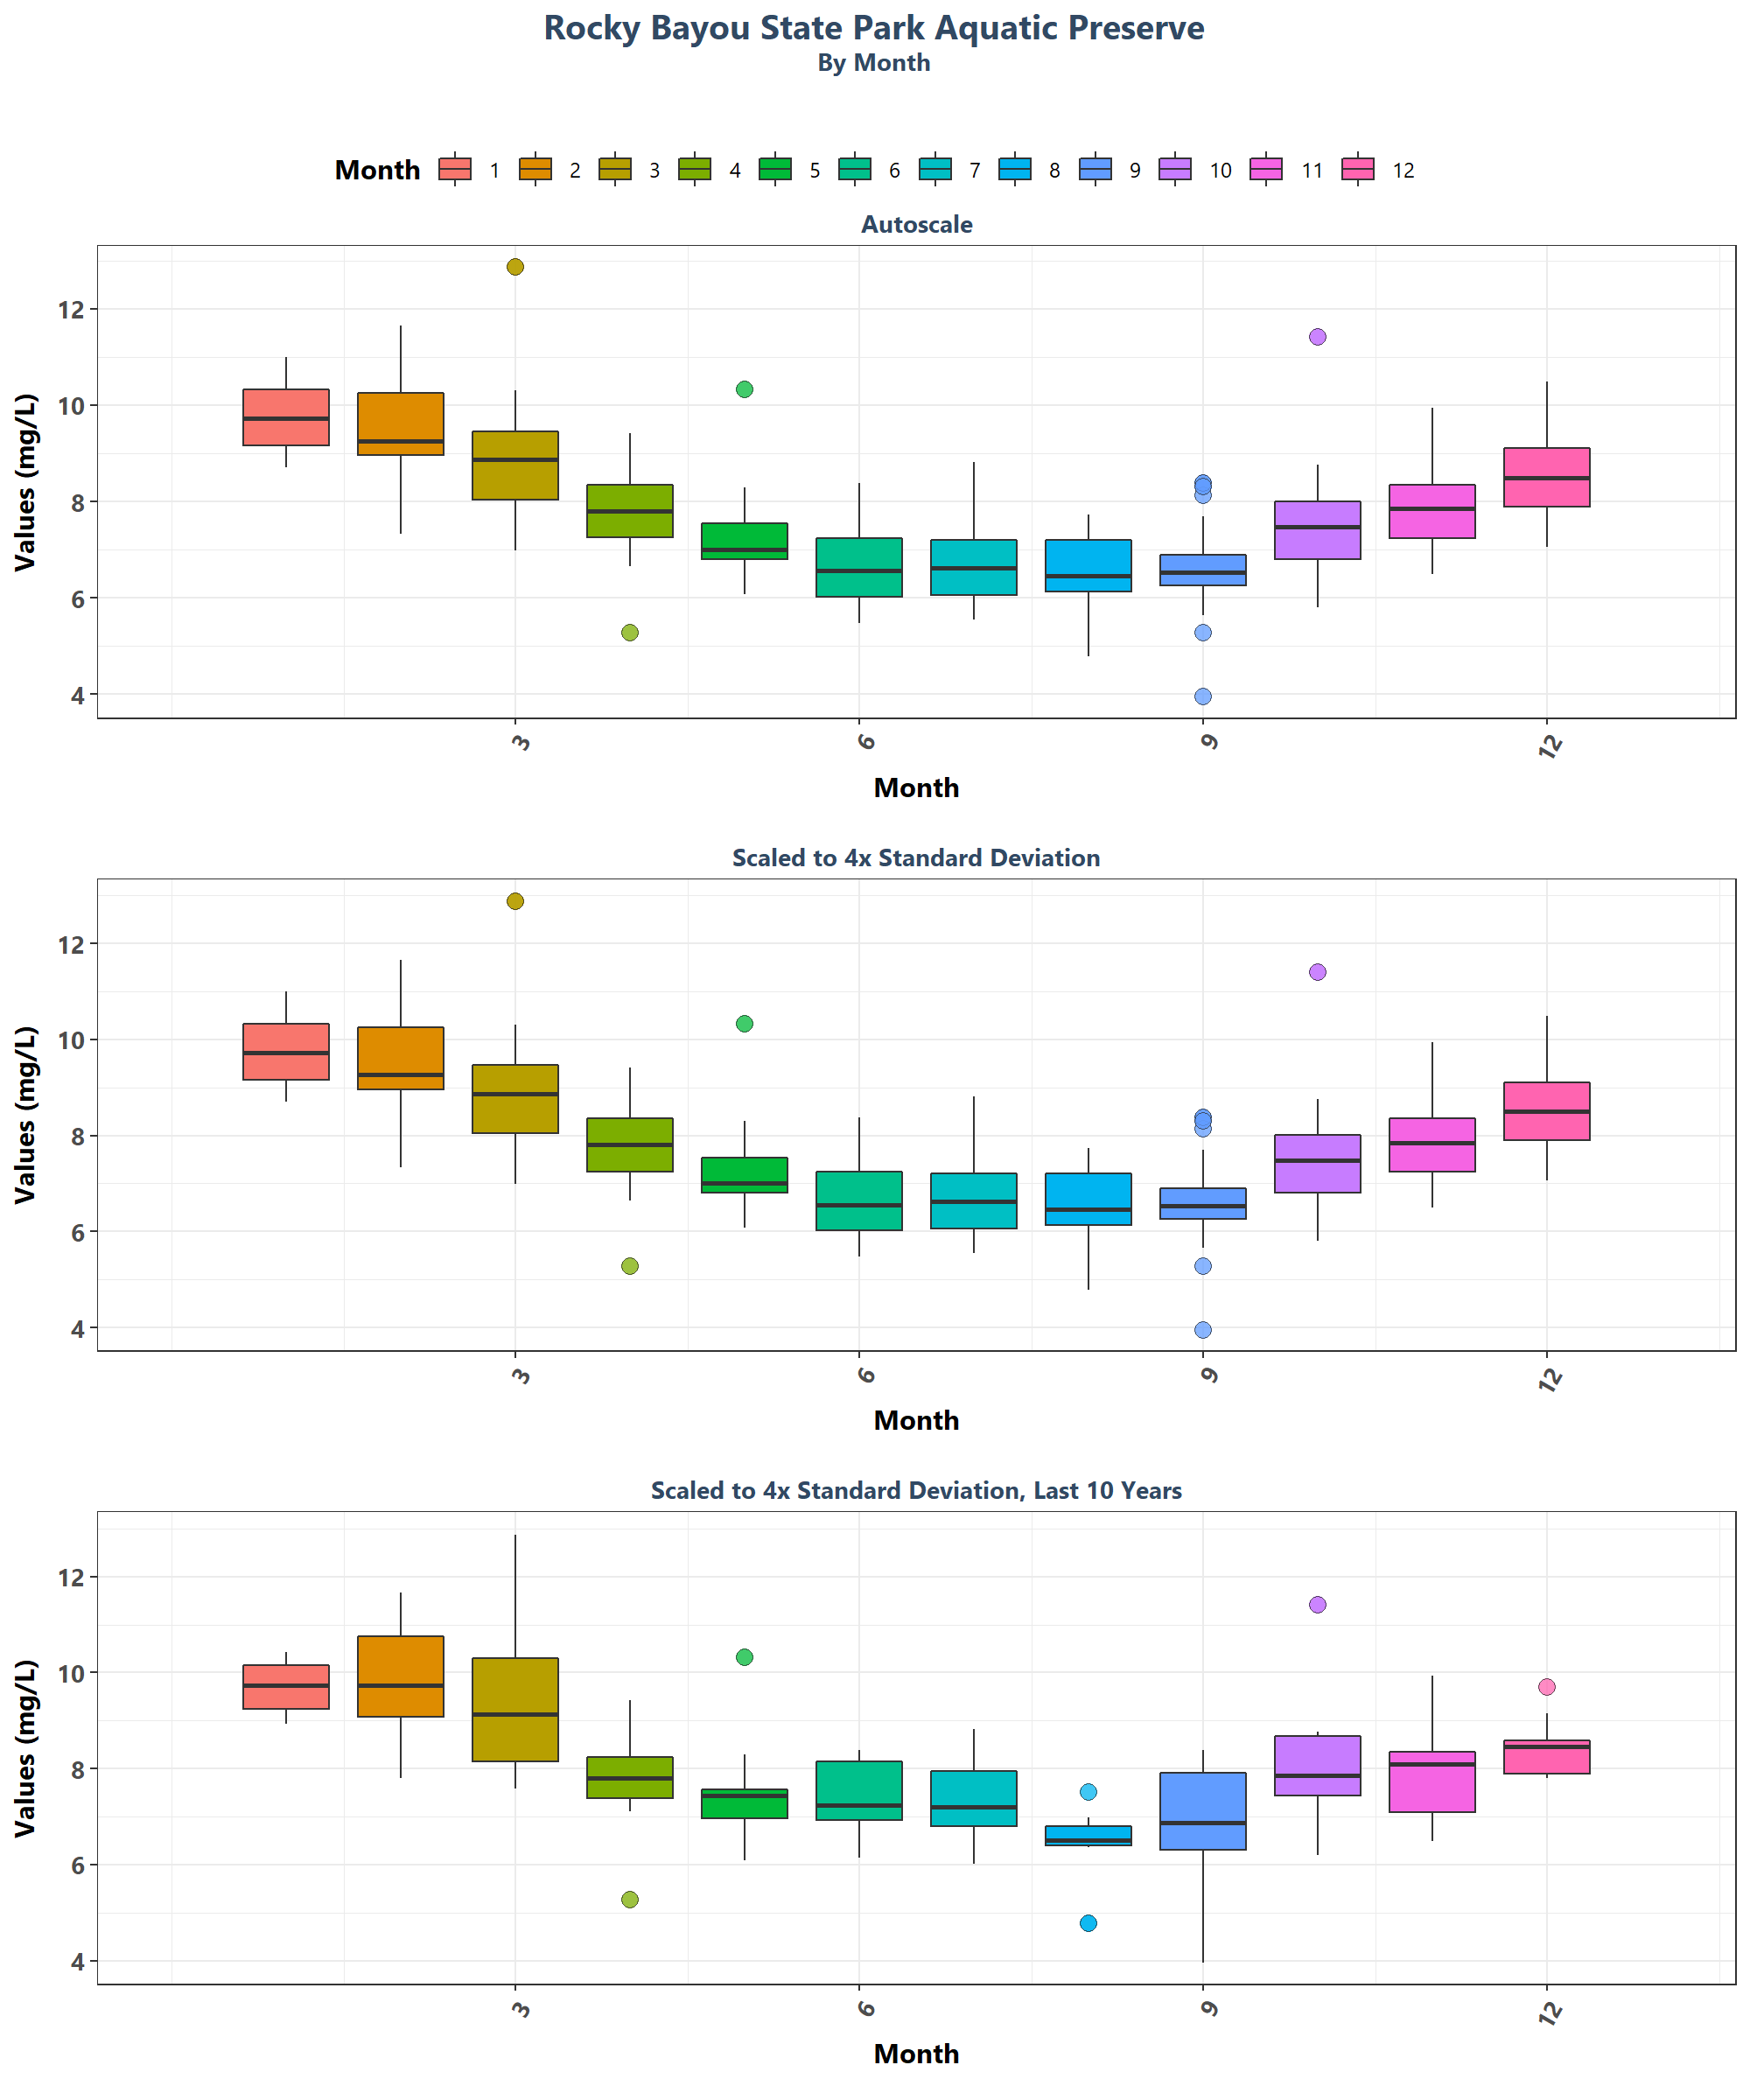 Rocky Bayou State Park Aquatic Preserve
By Month
Month 1 2 3 4 5 6 7 8 9 10 11 12
Autoscale
Values (mg/L)
12
10
8
6
4
3 6 9 12
Month
Scaled to 4x Standard Deviation
Values (mg/L)
12
10
8
6
4
3 6 9 12
Month
Scaled to 4x Standard Deviation, Last 10 Years
Values (mg/L)
12
10
8
6
4
3 6 9 12
Month